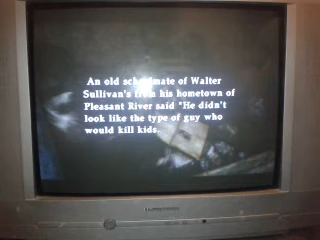 An old schoolmate of Walter
Sullivan's from his hometown of
Pleasant River said "He didn't
look like the type of guy who
would kill kids.